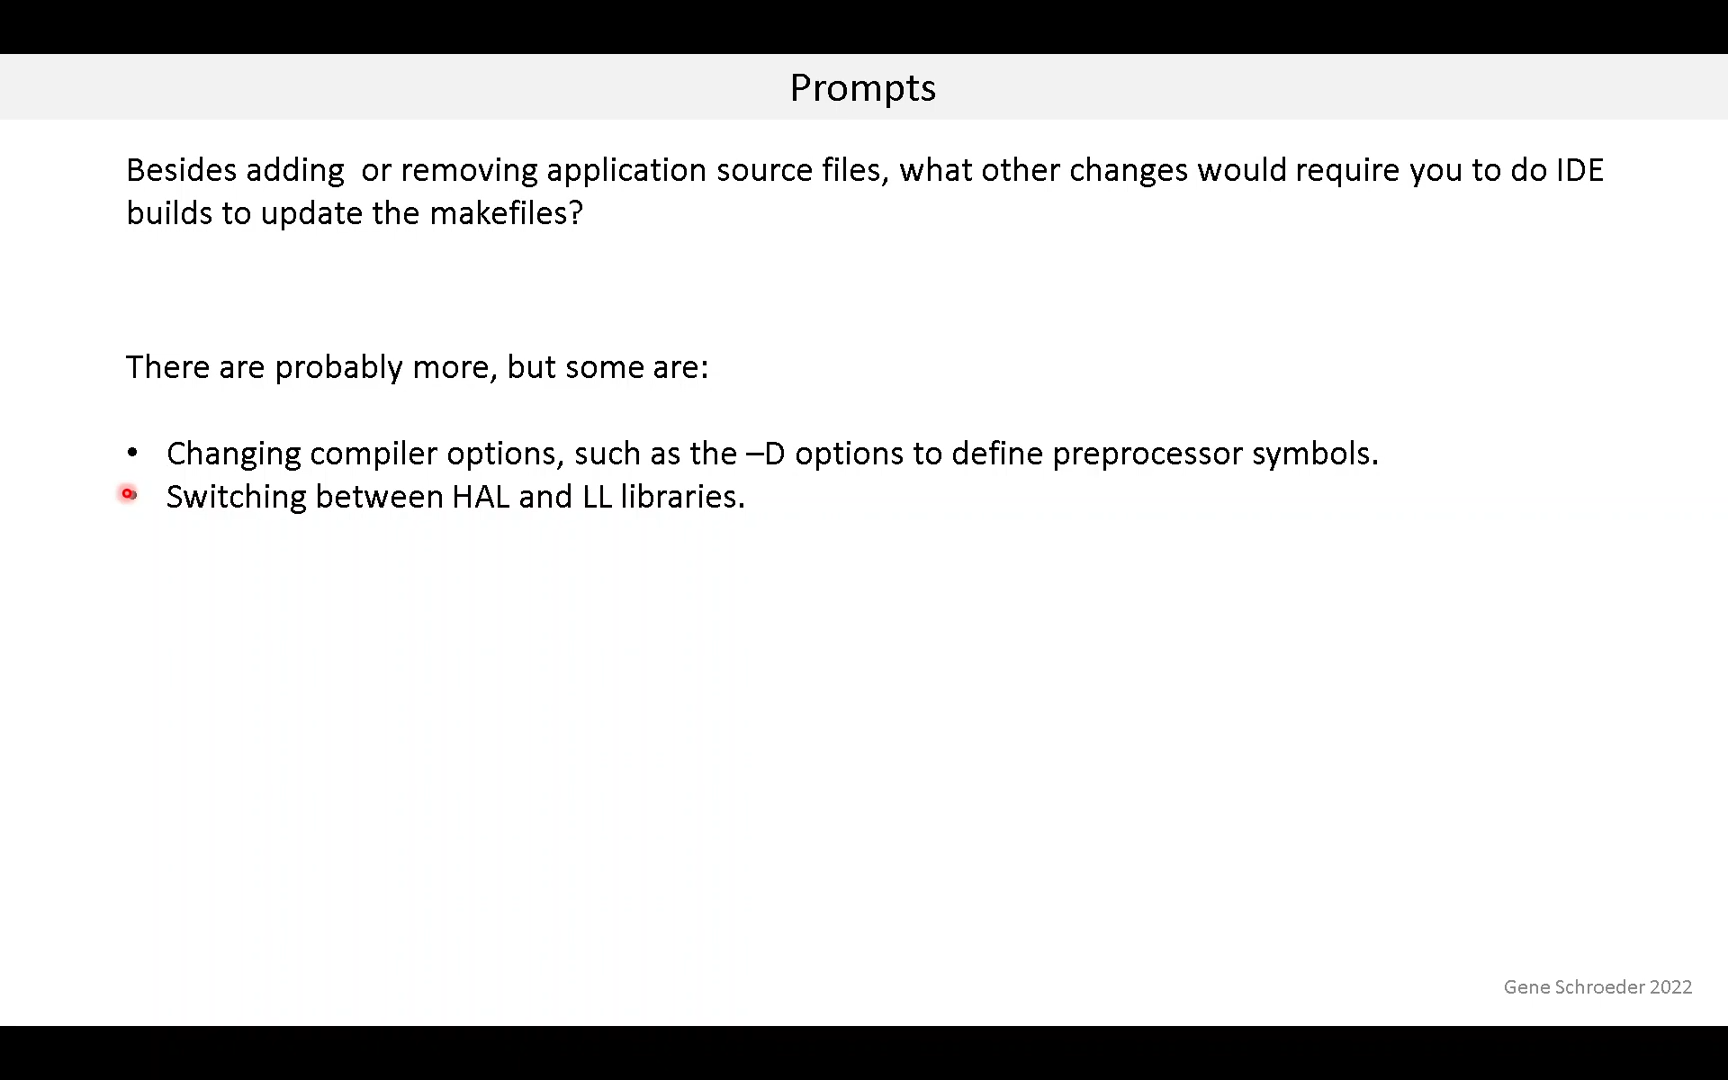 Prompts
Besides adding  or removing application source files, what other changes would require you to do IDE
builds to update the makefiles?
There are probably more, but some are:
• Changing compiler options, such as the –D options to define preprocessor symbols.
• Switching between HAL and LL libraries.
Gene Schroeder 2022